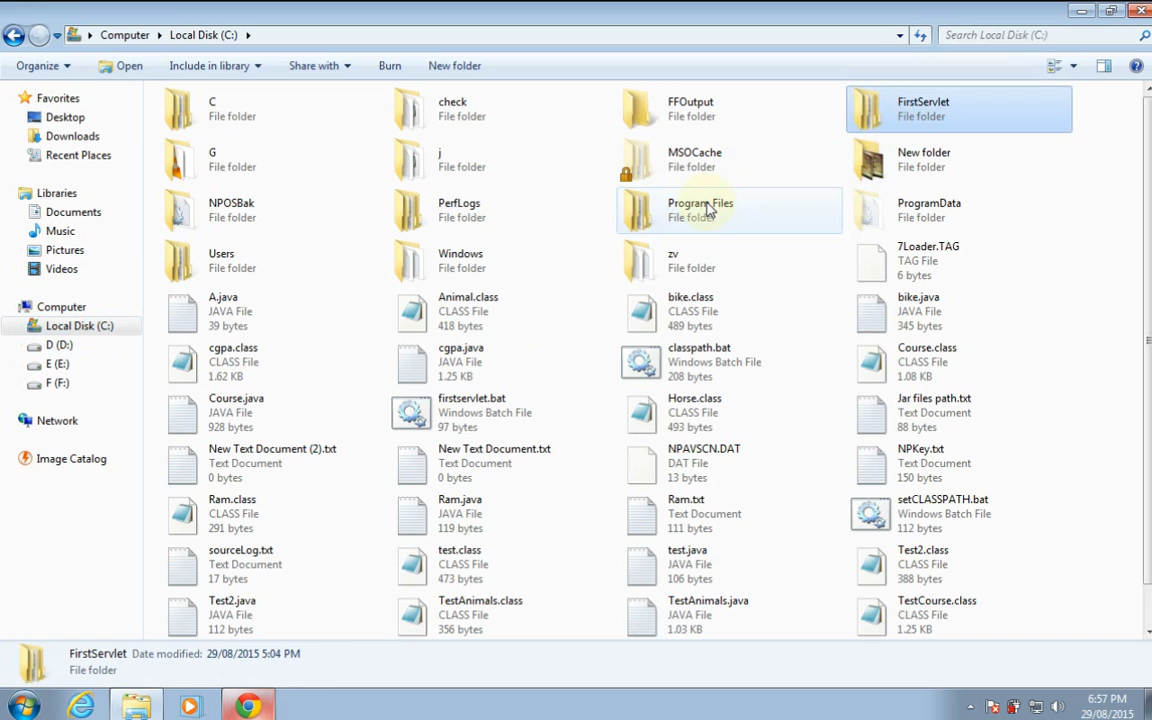 Computer
Local Disk (C:)
Search Local Disk (C:)
Organize
Open
Include in library
Share with
Burn
New folder
Favorites
Desktop
Downloads
Recent Places
Libraries
Documents
Music
Pictures
Videos
Computer
Local Disk (C:)
D (D:)
E (E:)
F (F:)
Network
Image Catalog
C
File folder
check
File folder
FFOutput
File folder
FirstServlet
File folder
G
File folder
j
File folder
MSOCache
File folder
New folder
File folder
NPOSBak
File folder
PerfLogs
File folder
Program Files
File folder
ProgramData
File folder
Users
File folder
Windows
File folder
zv
File folder
7Loader.TAG
TAG File
6 bytes
A.java
JAVA File
39 bytes
Animal.class
CLASS File
418 bytes
bike.class
CLASS File
489 bytes
bike.java
JAVA File
345 bytes
cgpa.class
CLASS File
1.62 KB
cgpa.java
JAVA File
1.25 KB
classpath.bat
Windows Batch File
208 bytes
Course.class
CLASS File
1.08 KB
Course.java
JAVA File
928 bytes
firstservlet.bat
Windows Batch File
97 bytes
Horse.class
CLASS File
493 bytes
Jar files path.txt
Text Document
88 bytes
New Text Document (2).txt
Text Document
0 bytes
New Text Document.txt
Text Document
0 bytes
NPAVSCN.DAT
DAT File
13 bytes
NPKey.txt
Text Document
150 bytes
Ram.class
CLASS File
291 bytes
Ram.java
JAVA File
119 bytes
Ram.txt
Text Document
111 bytes
setCLASSPATH.bat
Windows Batch File
112 bytes
sourceLog.txt
Text Document
17 bytes
test.class
CLASS File
473 bytes
test.java
JAVA File
106 bytes
Test2.class
CLASS File
388 bytes
Test2.java
JAVA File
112 bytes
TestAnimals.class
CLASS File
356 bytes
TestAnimals.java
JAVA File
1.03 KB
TestCourse.class
CLASS File
1.25 KB
FirstServlet Date modified: 29/08/2015 5:04 PM
File folder
6:57 PM
29/08/2015